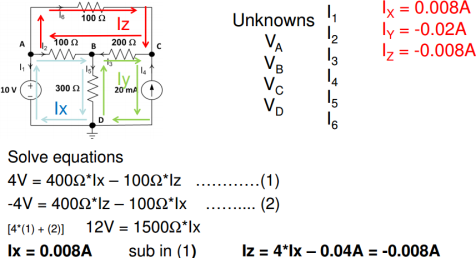 I6
100 Ω
Iz
A
I2
100 Ω
B
200 Ω
C
I1
I5
I3
I4
10 V
300 Ω
Iy
20 mA
Ix
D
Unknowns
VA
VB
VC
VD
I1
I2
I3
I4
I5
I6
IX = 0.008A
IY = -0.02A
IZ = -0.008A
Solve equations
4V = 400Ω*Ix – 100Ω*Iz …………(1)
-4V = 400Ω*Iz – 100Ω*Ix ……... (2)
[4*(1) + (2)] 12V = 1500Ω*Ix
Ix = 0.008A sub in (1) Iz = 4*Ix – 0.04A = -0.008A